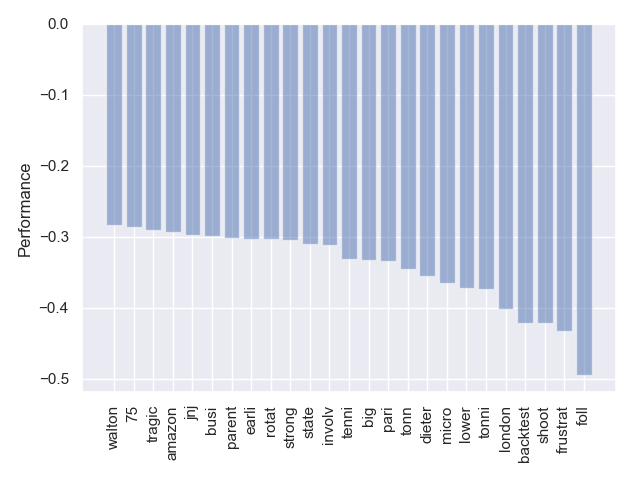 0.0
−0.1
−0.2
−0.3
−0.4
−0.5
Performance
walton
75
tragic
amazon
jnj
busi
parent
earli
rotat
strong
state
involv
tenni
big
pari
tonn
dieter
micro
lower
tonni
london
backtest
shoot
frustrat
foll